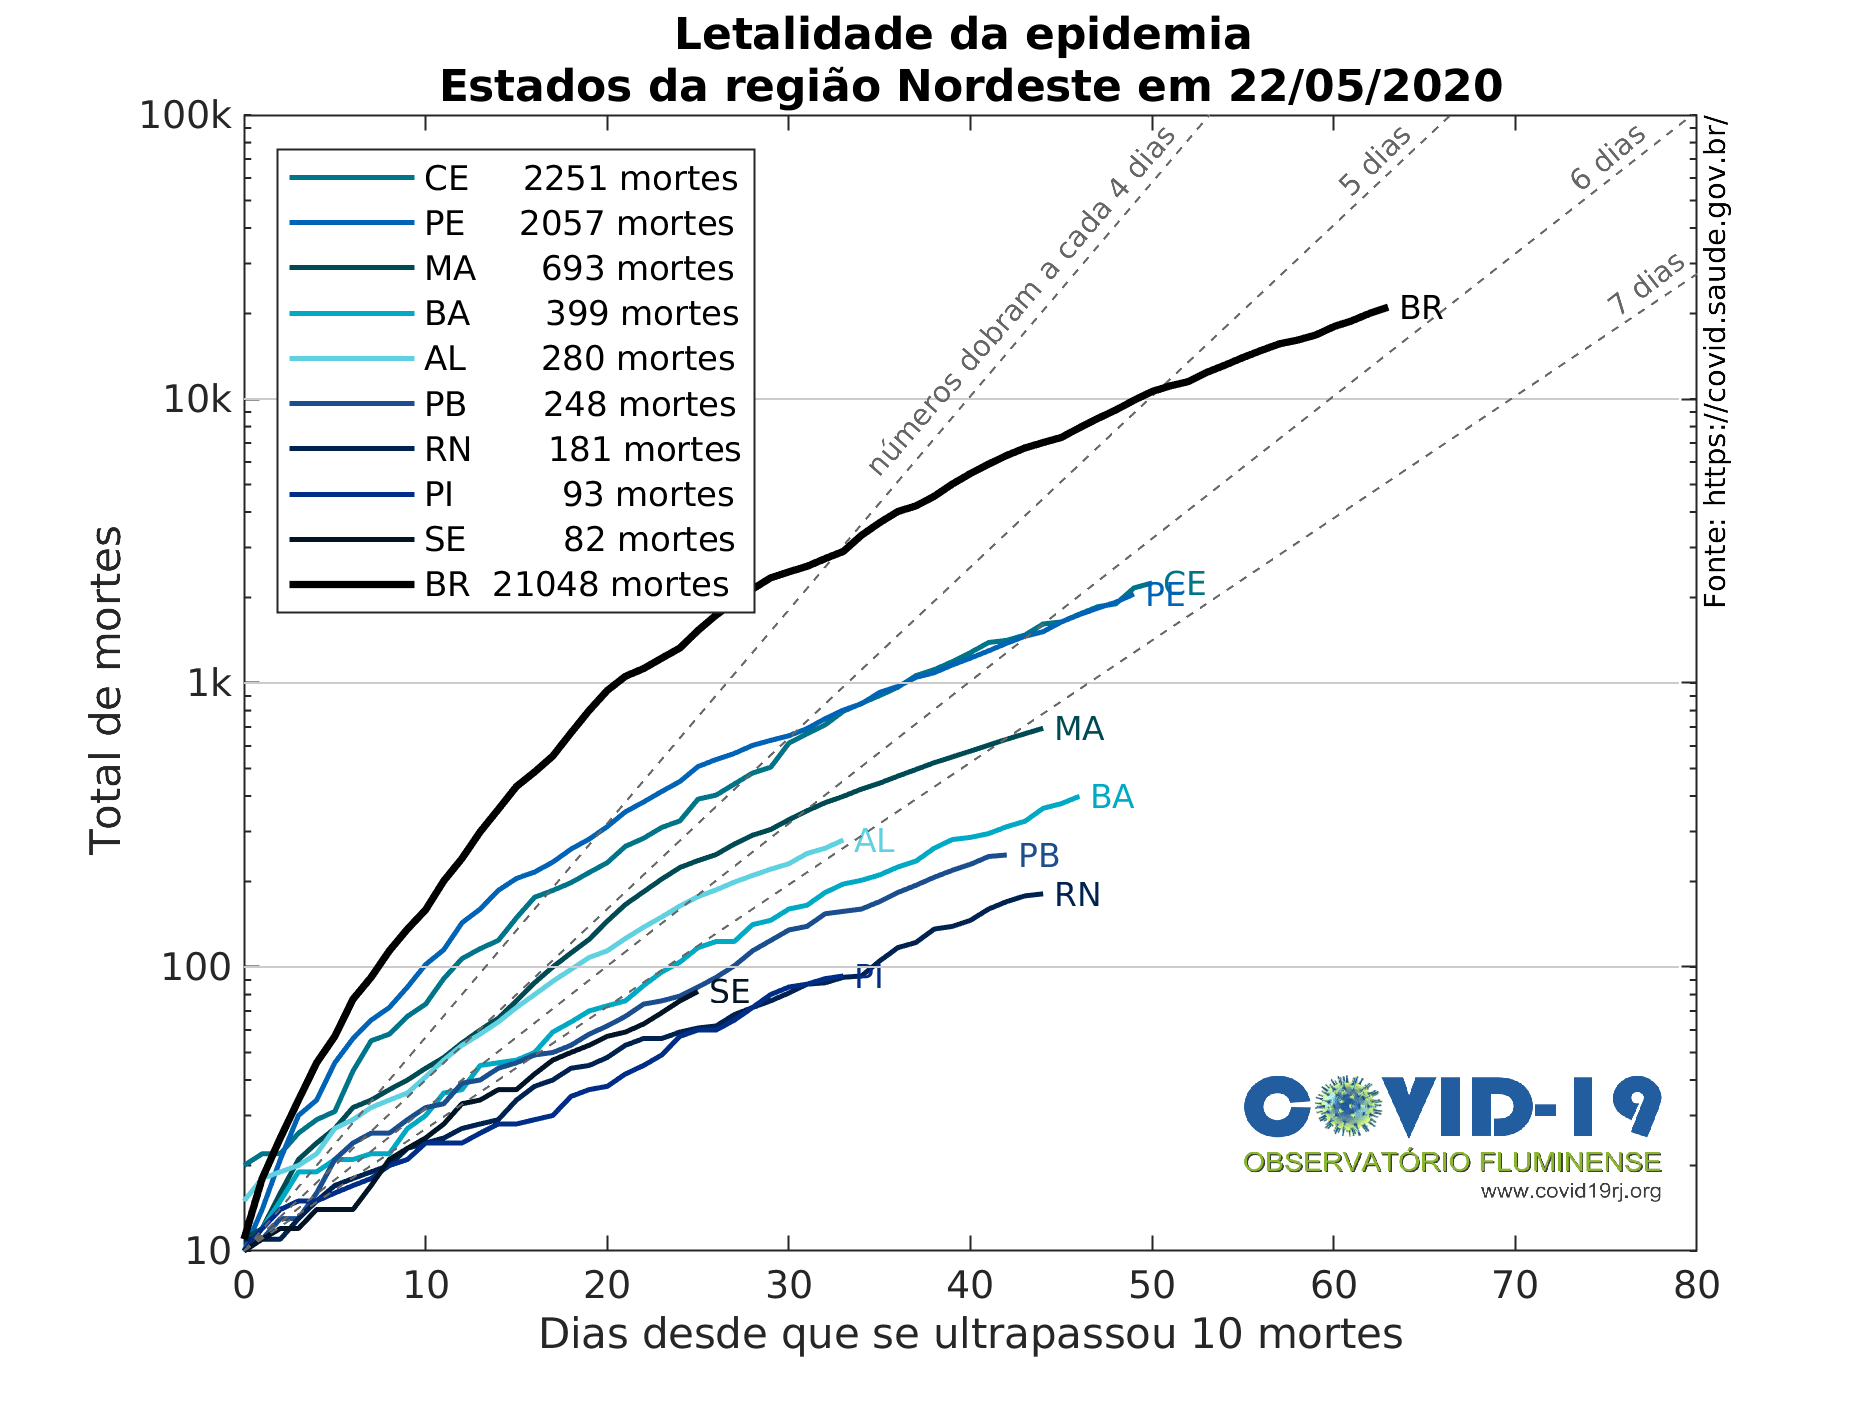 Letalidade da epidemia
Estados da região Nordeste em 22/05/2020
100k
10k
1k
100
10
Total de mortes
CE 2251 mortes
PE 2057 mortes
MA 693 mortes
BA 399 mortes
AL 280 mortes
PB 248 mortes
RN 181 mortes
PI 93 mortes
SE 82 mortes
BR 21048 mortes
números dobram a cada 4 dias
5 dias
6 dias
7 dias
BR
CE
PE
MA
BA
AL
PB
RN
PI
SE
Fonte: https://covid.saude.gov.br/
COVID-19
OBSERVATÓRIO FLUMINENSE
www.covid19rj.org
0 10 20 30 40 50 60 70 80
Dias desde que se ultrapassou 10 mortes